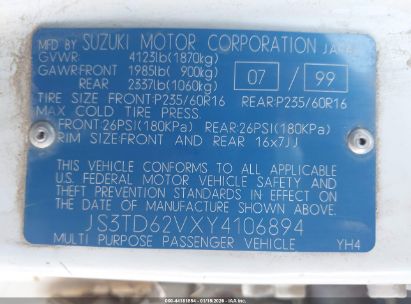 MFD BY SUZUKI MOTOR CORPORATION JAPAN
GVWR 4123lb(1870kg)
GAWR FRONT 1985lb( 900kg) 07 / 99
REAR 2337lb(1060kg)
TIRE SIZE FRONT:P235/60R16 REAR:P235/60R16
MAX COLD TIRE PRESS.
FRONT:26PSI(180KPa) REAR:26PSI(180KPa)
RIM SIZE:FRONT AND REAR 16x7JJ
THIS VEHICLE CONFORMS TO ALL APPLICABLE
U.S. FEDERAL MOTOR VEHICLE SAFETY AND
THEFT PREVENTION STANDARDS IN EFFECT ON
THE DATE OF MANUFACTURE SHOWN ABOVE.
JS3TD62VXY4106894
MULTI PURPOSE PASSENGER VEHICLE YH4